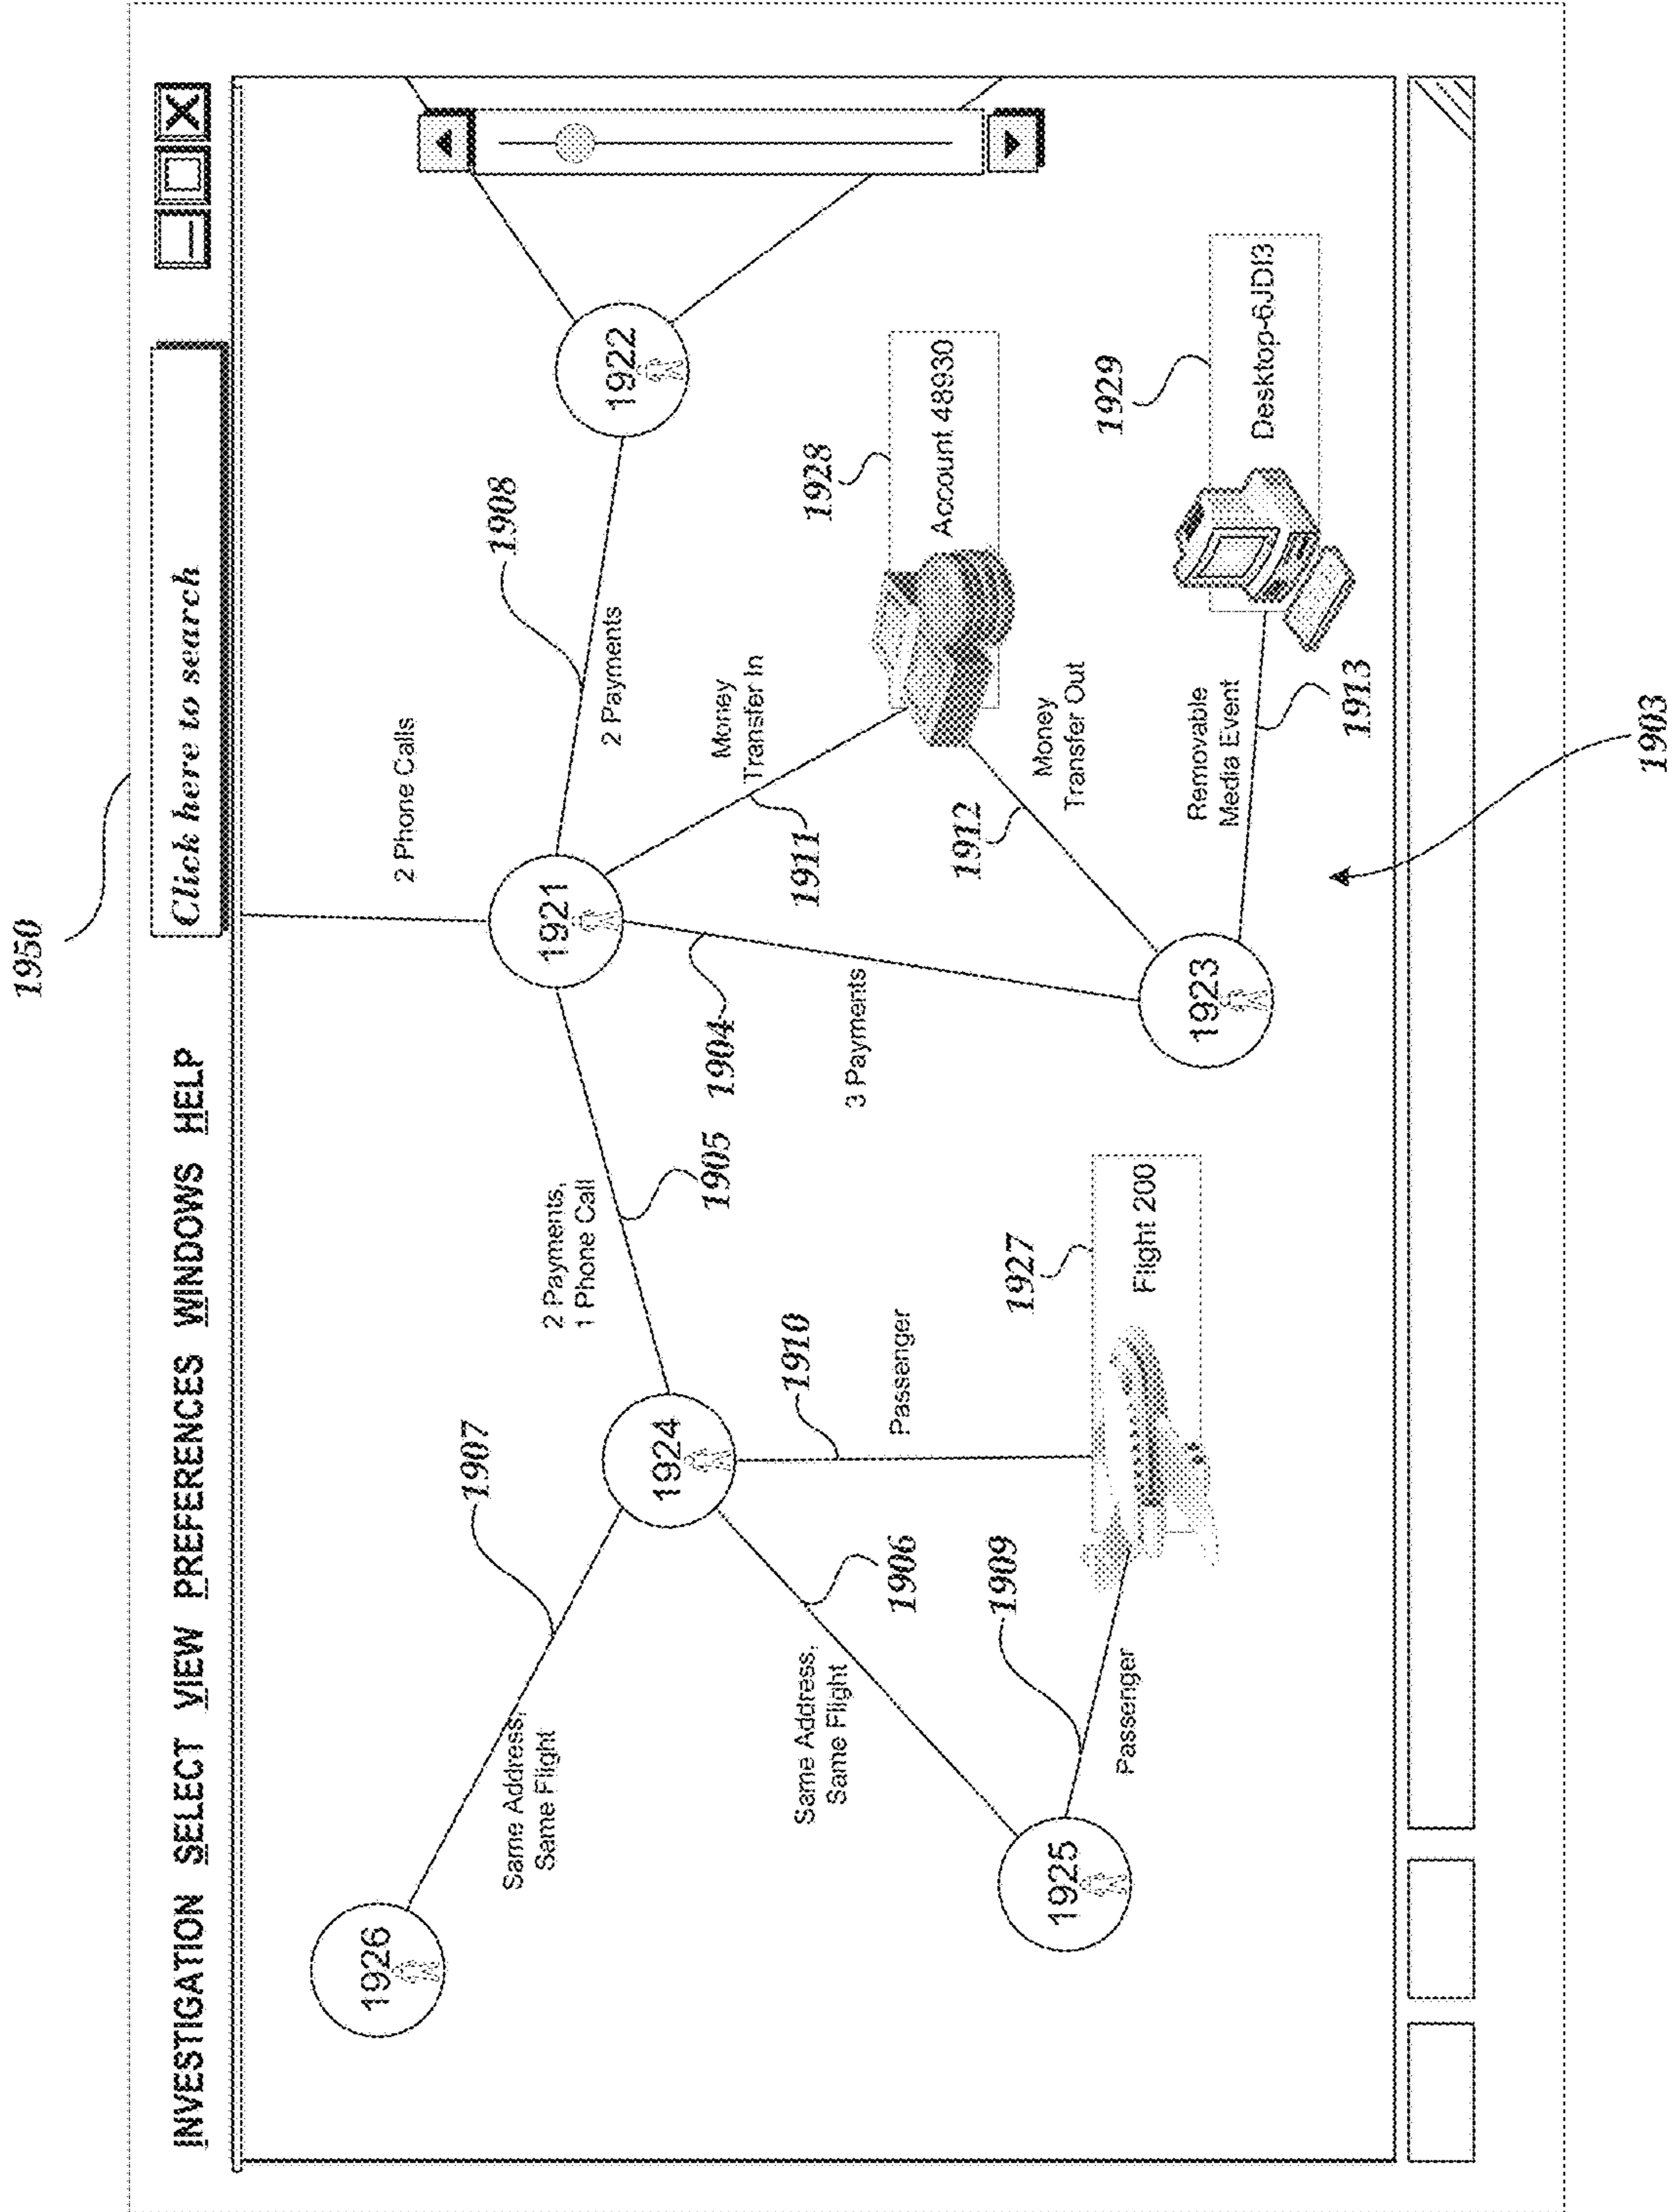 1950
INVESTIGATION SELECT VIEW PREFERENCES WINDOWS HELP
Click here to search
1926
1907
Same Address,
Same Flight
2 Phone Calls
1908
2 Payments,
1 Phone Call
1921
2 Payments
1922
1924
1905
1904
Money
Transfer In
1910
1911
1928
Same Address,
Same Flight
1906
Passenger
3 Payments
Account 48930
1912
1909
1927
Money
Transfer Out
1925
Passenger
Flight 200
1929
1923
Removable
Media Event
Desktop-6JDI3
1913
1903